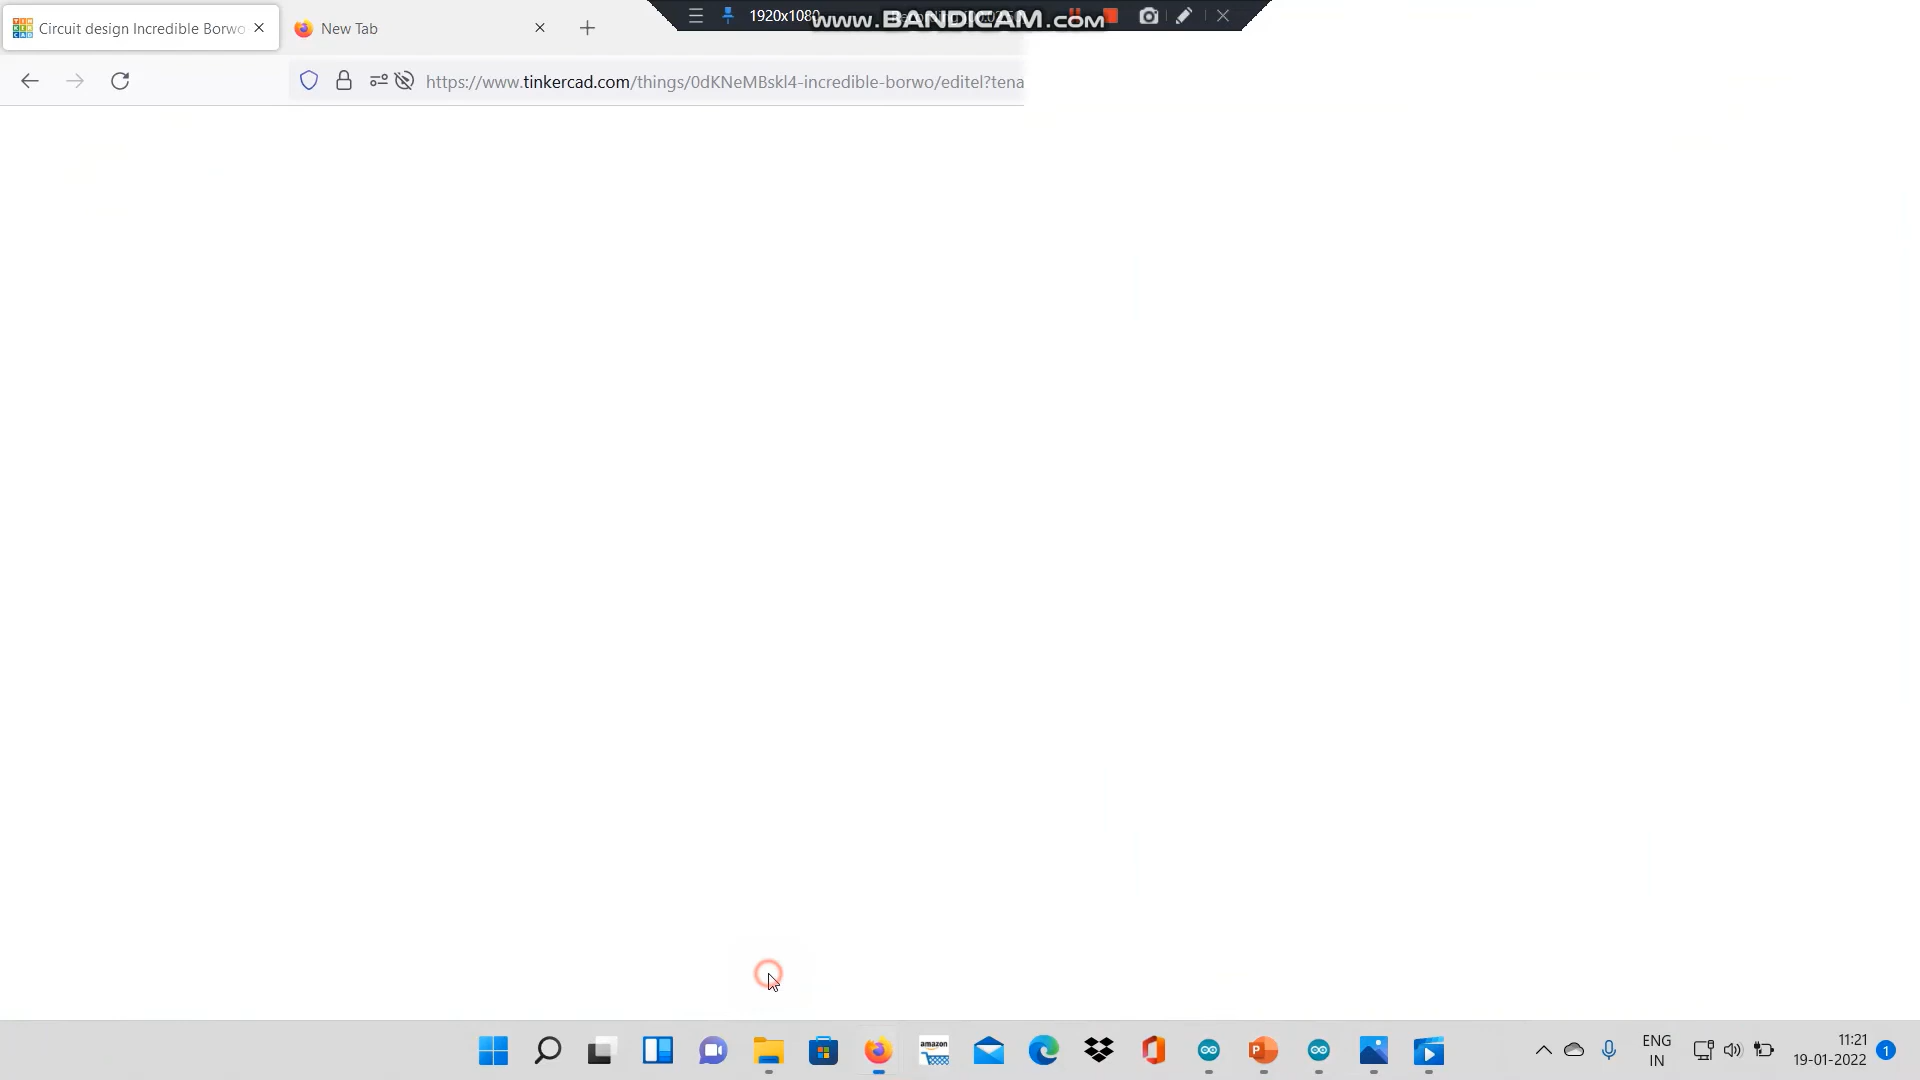 Circuit design Incredible Borwo
New Tab
1920x1080
www.BANDICAM.com
https://www.tinkercad.com/things/0dKNeMBskl4-incredible-borwo/editel?tena
amazon
ENG
IN
11:21
19-01-2022
1